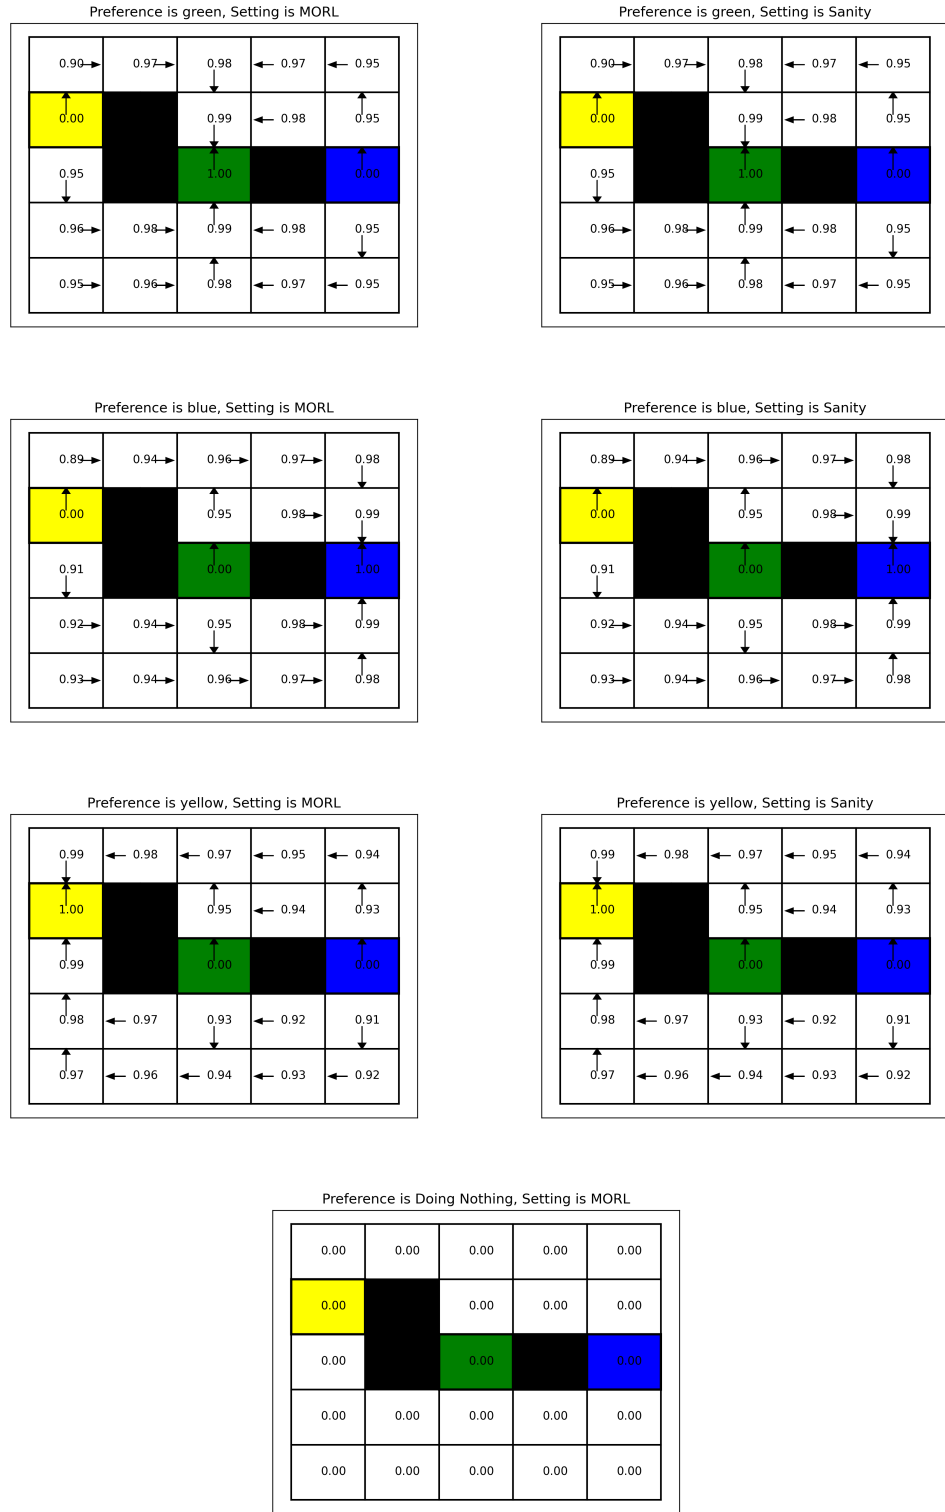 Preference is green, Setting is MORL
0.90 0.97 0.98 0.97 0.95
0.00 0.99 0.98 0.95
0.95 1.00 0.00
0.96 0.98 0.99 0.98 0.95
0.95 0.96 0.98 0.97 0.95
Preference is green, Setting is Sanity
0.90 0.97 0.98 0.97 0.95
0.00 0.99 0.98 0.95
0.95 1.00 0.00
0.96 0.98 0.99 0.98 0.95
0.95 0.96 0.98 0.97 0.95
Preference is blue, Setting is MORL
0.89 0.94 0.96 0.97 0.98
0.00 0.95 0.98 0.99
0.91 0.00 1.00
0.92 0.94 0.95 0.98 0.99
0.93 0.94 0.96 0.97 0.98
Preference is blue, Setting is Sanity
0.89 0.94 0.96 0.97 0.98
0.00 0.95 0.98 0.99
0.91 0.00 1.00
0.92 0.94 0.95 0.98 0.99
0.93 0.94 0.96 0.97 0.98
Preference is yellow, Setting is MORL
0.99 0.98 0.97 0.95 0.94
1.00 0.95 0.94 0.93
0.99 0.00 0.00
0.98 0.97 0.93 0.92 0.91
0.97 0.96 0.94 0.93 0.92
Preference is yellow, Setting is Sanity
0.99 0.98 0.97 0.95 0.94
1.00 0.95 0.94 0.93
0.99 0.00 0.00
0.98 0.97 0.93 0.92 0.91
0.97 0.96 0.94 0.93 0.92
Preference is Doing Nothing, Setting is MORL
0.00 0.00 0.00 0.00 0.00
0.00 0.00 0.00 0.00
0.00 0.00 0.00
0.00 0.00 0.00 0.00 0.00
0.00 0.00 0.00 0.00 0.00